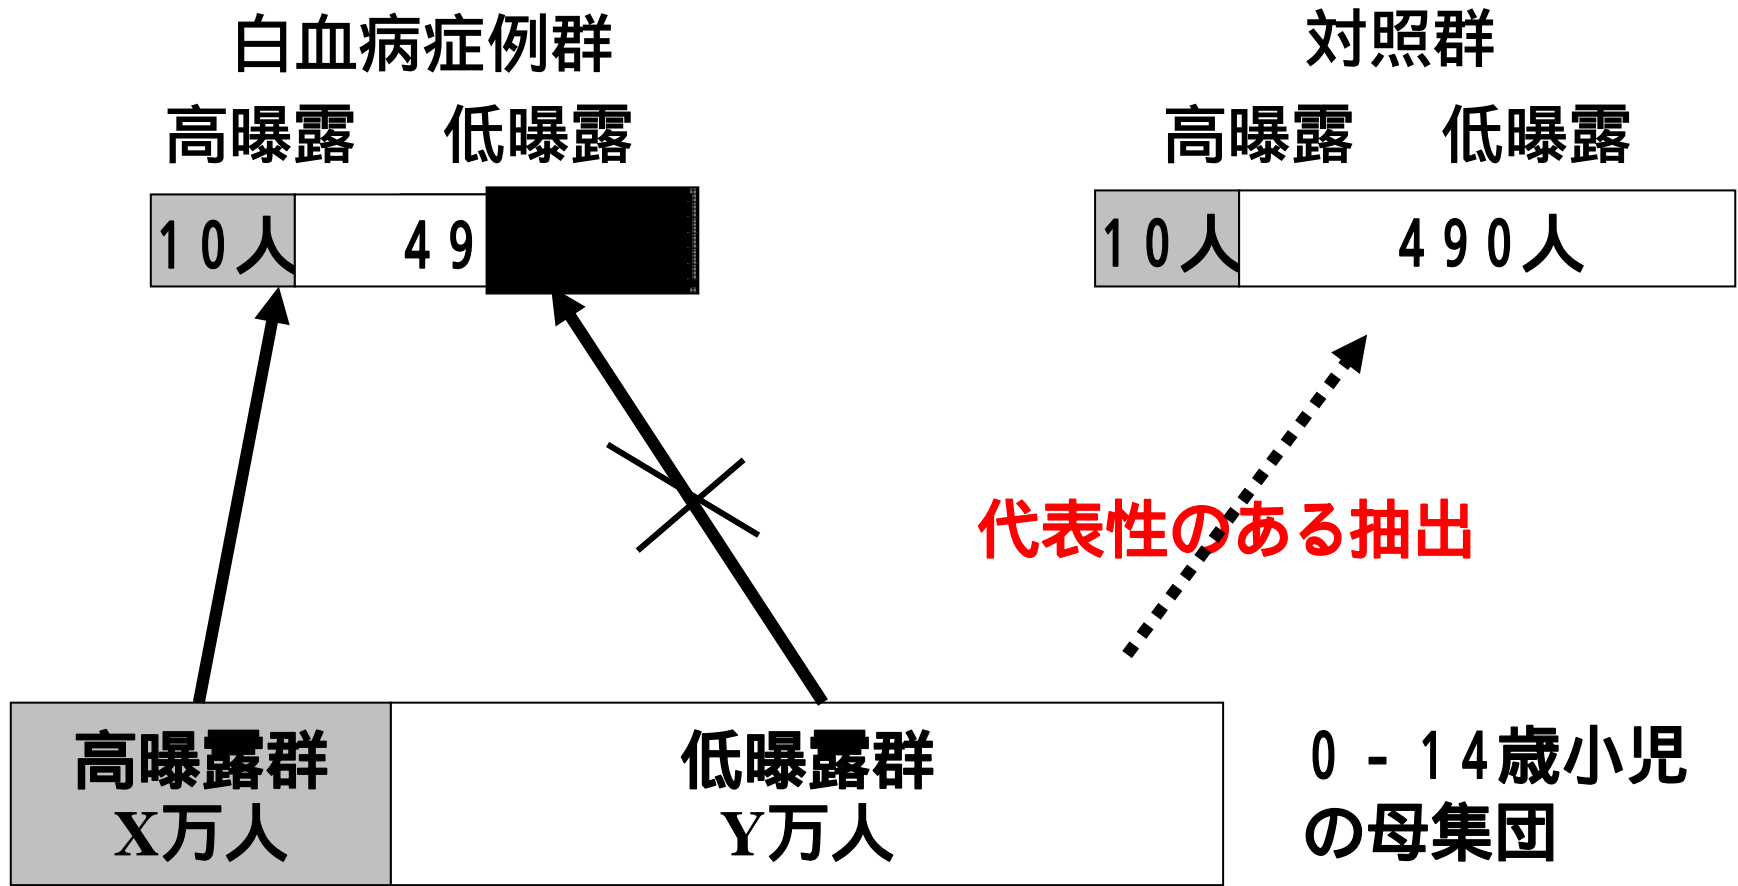 白血病症例群
対照群
高曝露 低曝露
高曝露 低曝露
10人 49
10人 490人
代表性のある抽出
高曝露群
X万人
低曝露群
Y万人
0-14歳小児
の母集団